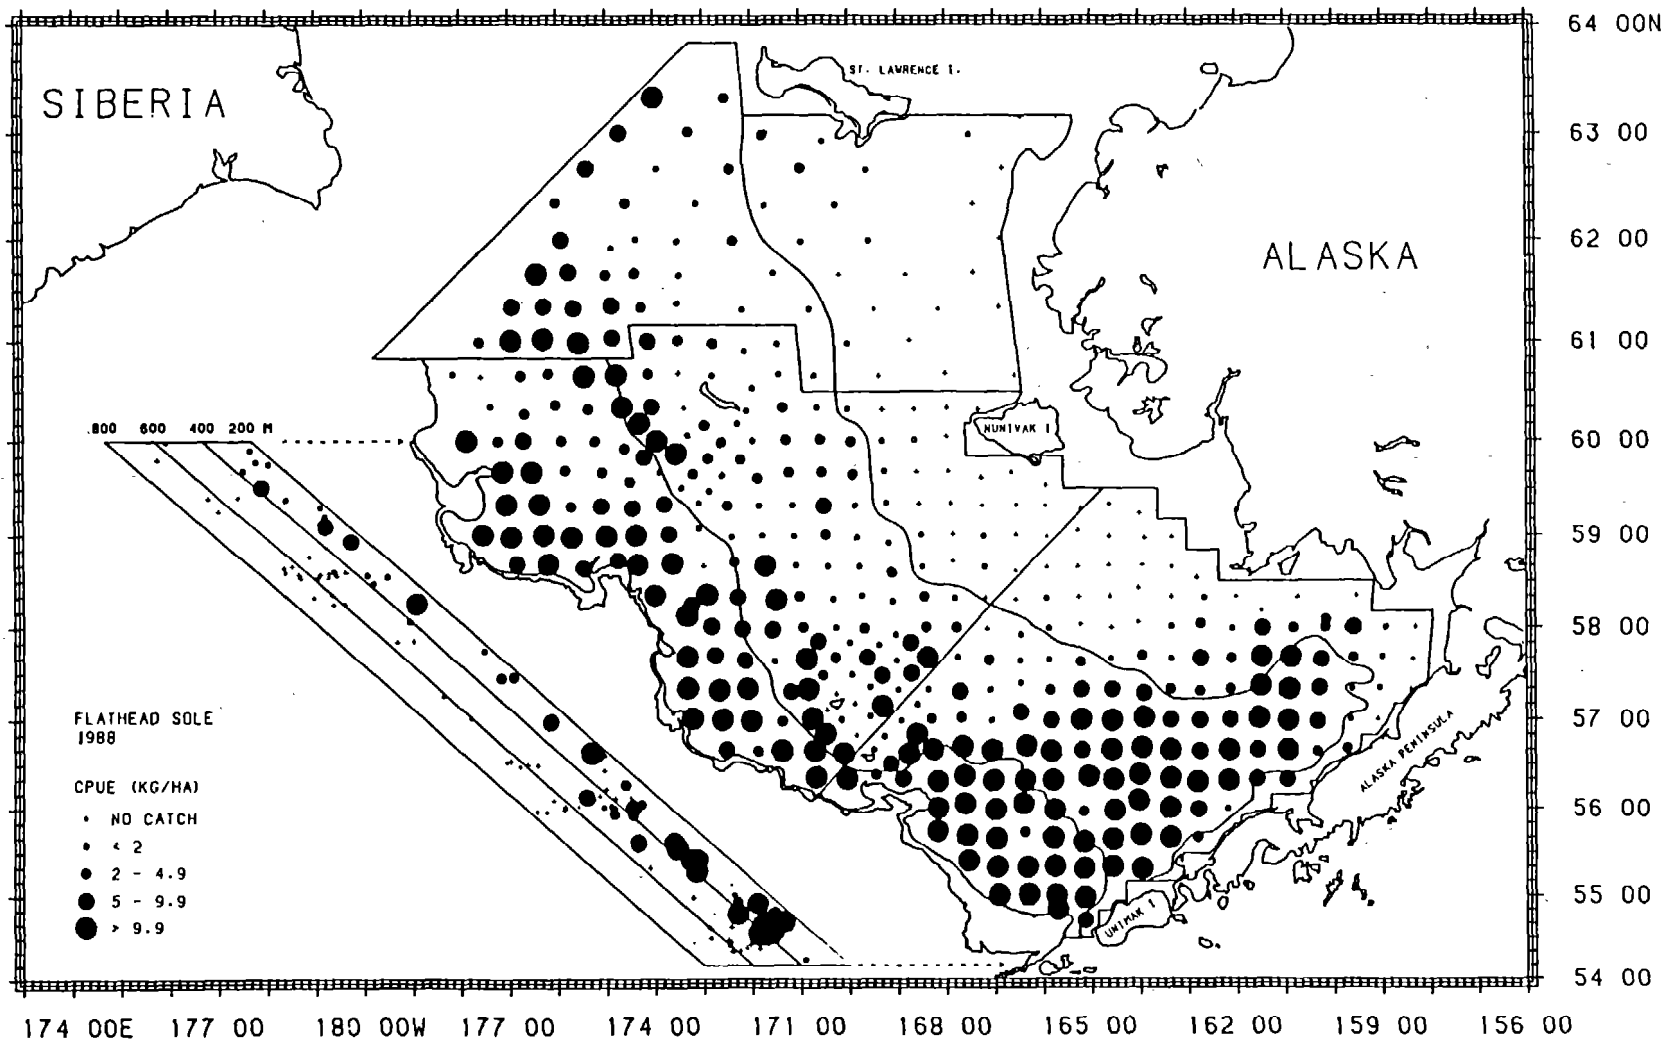 64 00N
ST. LAWRENCE I.
SIBERIA
63 00
62 00
ALASKA
61 00
800 600 400 200 M
NUNIVAK I
60 00
59 00
58 00
FLATHEAD SOLE
1988
57 00
ALASKA PENINSULA
CPUE (KG/HA)
NO CATCH
< 2
2 - 4.9
5 - 9.9
> 9.9
56 00
55 00
UNIMAK I
54 00
174 00E 177 00 180 00W 177 00 174 00 171 00 168 00 165 00 162 00 159 00 156 00